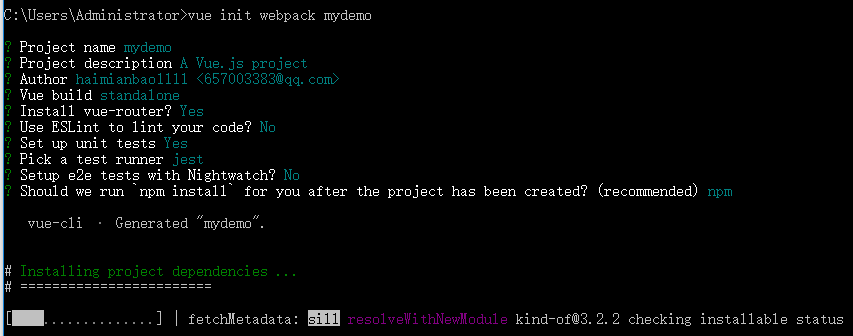 C:\Users\Administrator>vue init webpack mydemo
? Project name mydemo
? Project description A Vue.js project
? Author haimianbao1111 <657003383@qq.com>
? Vue build standalone
? Install vue-router? Yes
? Use ESLint to lint your code? No
? Set up unit tests Yes
? Pick a test runner jest
? Setup e2e tests with Nightwatch? No
? Should we run `npm install` for you after the project has been created? (recommended) npm
vue-cli · Generated "mydemo".
# Installing project dependencies ...
# ========================
[    ..............] | fetchMetadata: sill resolveWithNewModule kind-of@3.2.2 checking installable status